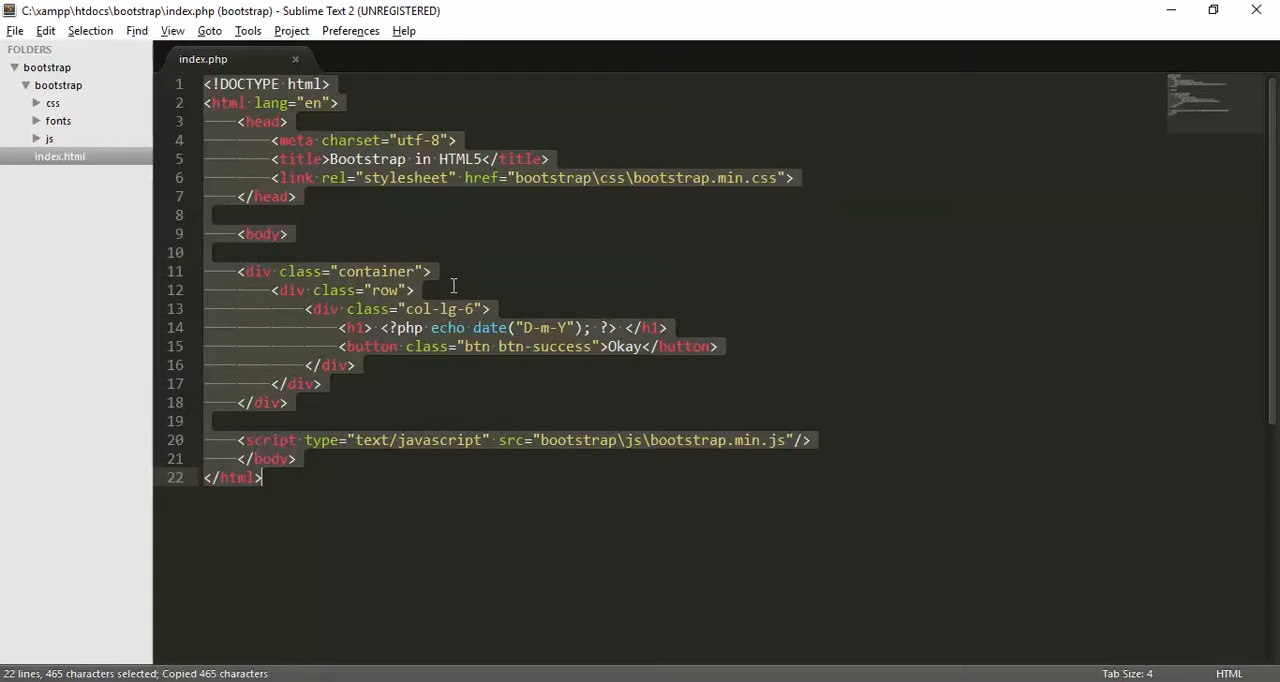 C:\xampp\htdocs\bootstrap\index.php (bootstrap) - Sublime Text 2 (UNREGISTERED)
File Edit Selection Find View Goto Tools Project Preferences Help
FOLDERS
bootstrap
bootstrap
css
fonts
js
index.html
index.php
1 <!DOCTYPE html>
2 <html lang="en">
3 <head>
4 <meta charset="utf-8">
5 <title>Bootstrap in HTML5</title>
6 <link rel="stylesheet" href="bootstrap\css\bootstrap.min.css">
7 </head>
8
9 <body>
10
11 <div class="container">
12 <div class="row">
13 <div class="col-lg-6">
14 <h1> <?php echo date("D-m-Y"); ?> </h1>
15 <button class="btn btn-success">Okay</button>
16 </div>
17 </div>
18 </div>
19
20 <script type="text/javascript" src="bootstrap\js\bootstrap.min.js"/>
21 </body>
22 </html>
22 lines, 465 characters selected; Copied 465 characters Tab Size: 4 HTML